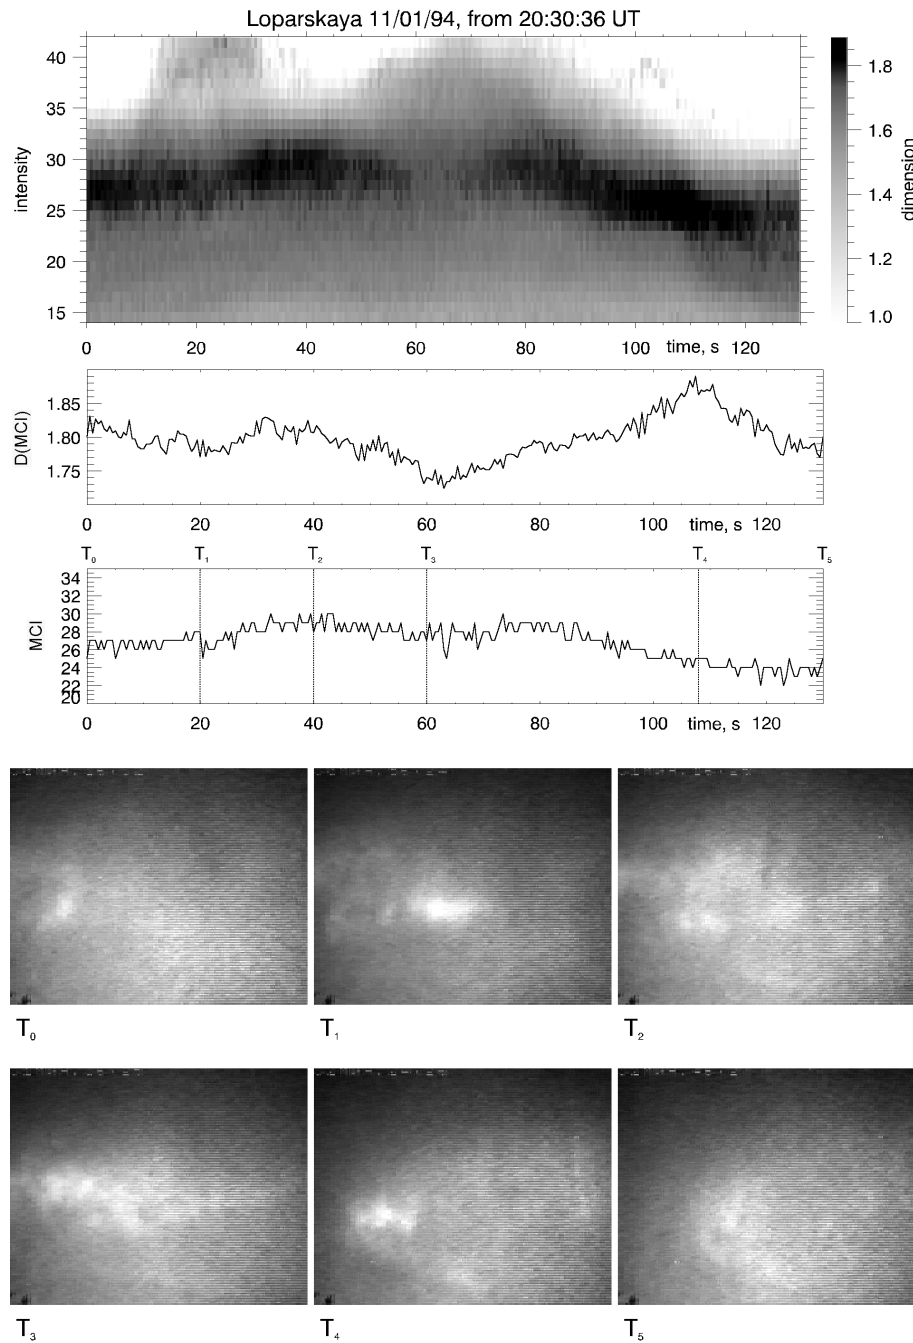 Loparskaya 11/01/94, from 20:30:36 UT
40
35
30
25
20
15
intensity
1.8
1.6
1.4
1.2
1.0
dimension
0 20 40 60 80 100 time, s 120
1.85
1.80
1.75
D(MCI)
0 20 40 60 80 100 time, s 120
T0 T1 T2 T3 T4 T5
34
32
30
28
26
24
22
20
MCI
0 20 40 60 80 100 time, s 120
T0 T1 T2
T3 T4 T5